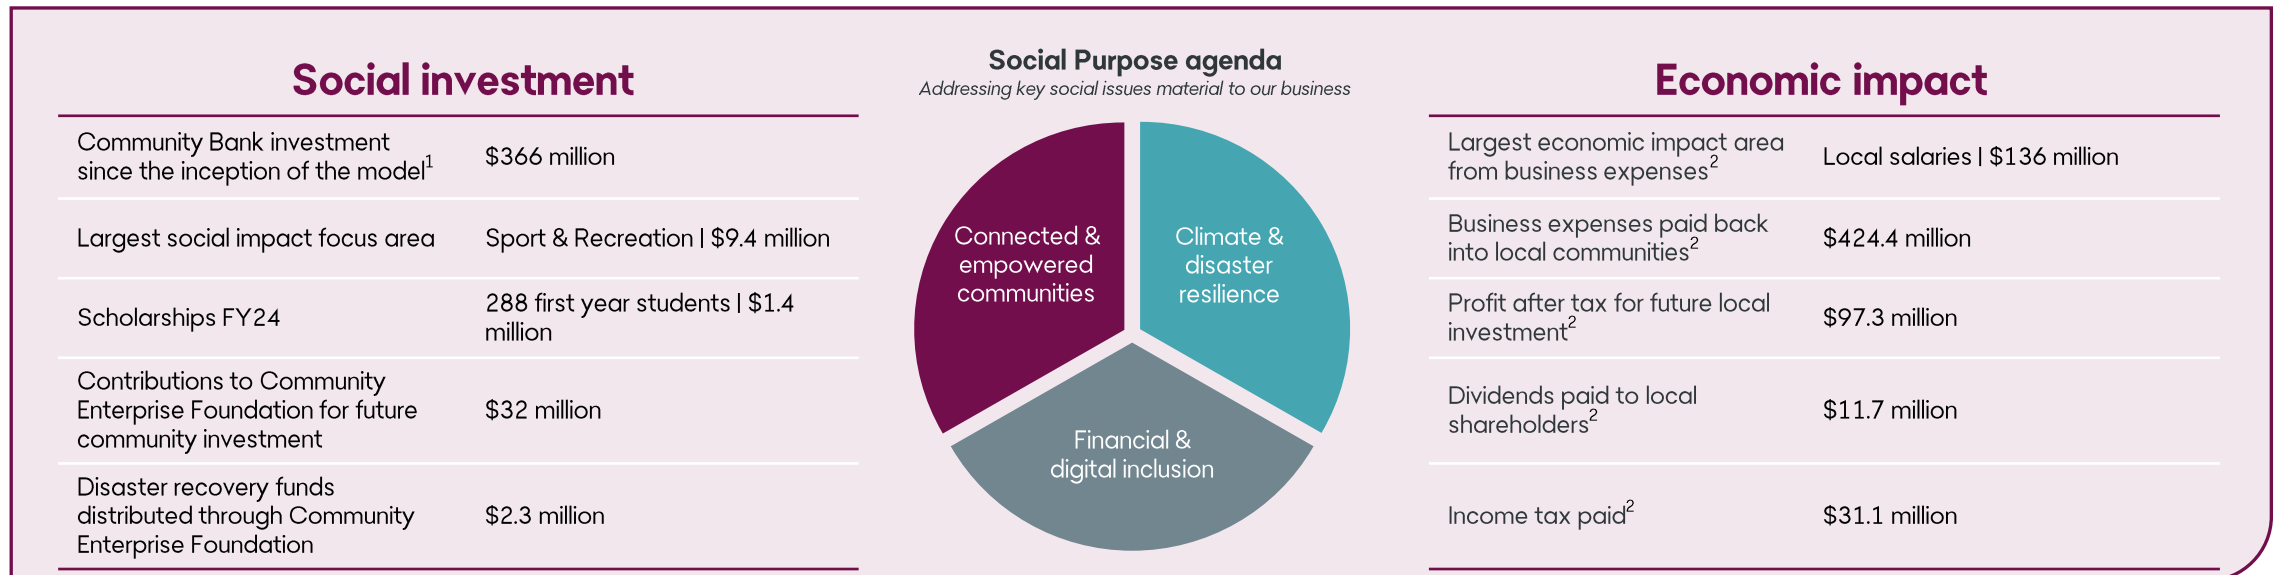 Social investment
Community Bank investment
since the inception of the model1
$366 million
Largest social impact focus area
Sport & Recreation | $9.4 million
Scholarships FY24
288 first year students | $1.4
million
Contributions to Community
Enterprise Foundation for future
community investment
$32 million
Disaster recovery funds
distributed through Community
Enterprise Foundation
$2.3 million
Social Purpose agenda
Addressing key social issues material to our business
Connected &
empowered
communities
Climate &
disaster
resilience
Financial &
digital inclusion
Economic impact
Largest economic impact area
from business expenses2
Local salaries | $136 million
Business expenses paid back
into local communities2
$424.4 million
Profit after tax for future local
investment2
$97.3 million
Dividends paid to local
shareholders2
$11.7 million
Income tax paid2
$31.1 million